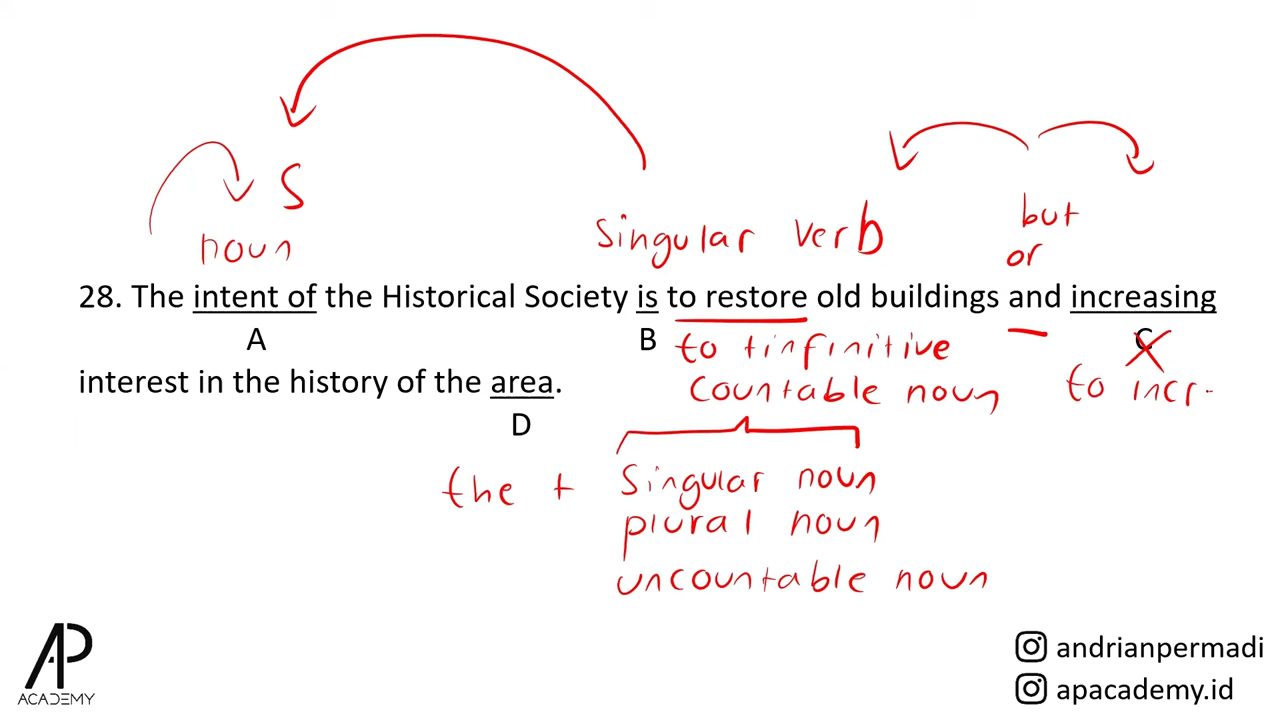 S
noun
Singular verb
but
or
28. The intent of the Historical Society is to restore old buildings and increasing
A
B
C
to tinfinitive
interest in the history of the area.
countable noun
to incr.
D
the + Singular noun
plural noun
uncountable noun
AP
ACADEMY
andrianpermadi
apacademy.id